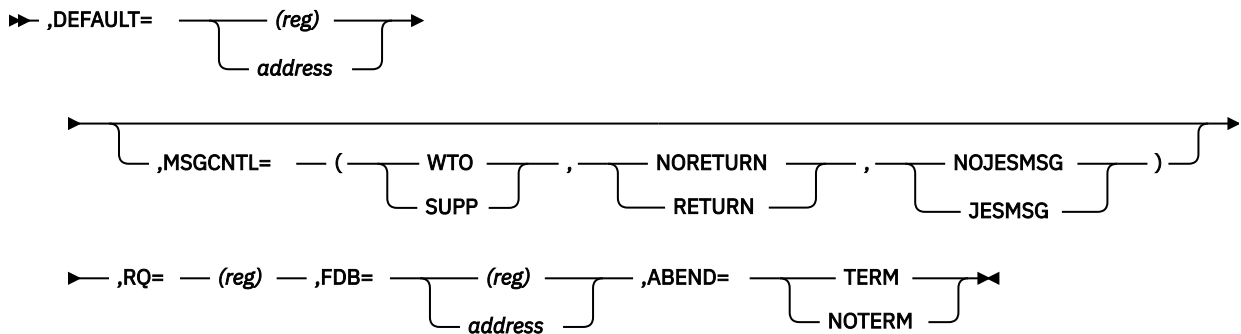 ,DEFAULT= (reg)
address
,MSGCNTL= ( WTO , NORETURN , NOJESMSG )
SUPP RETURN JESMSG
,RQ= (reg) ,FDB= (reg) ,ABEND= TERM
address NOTERM